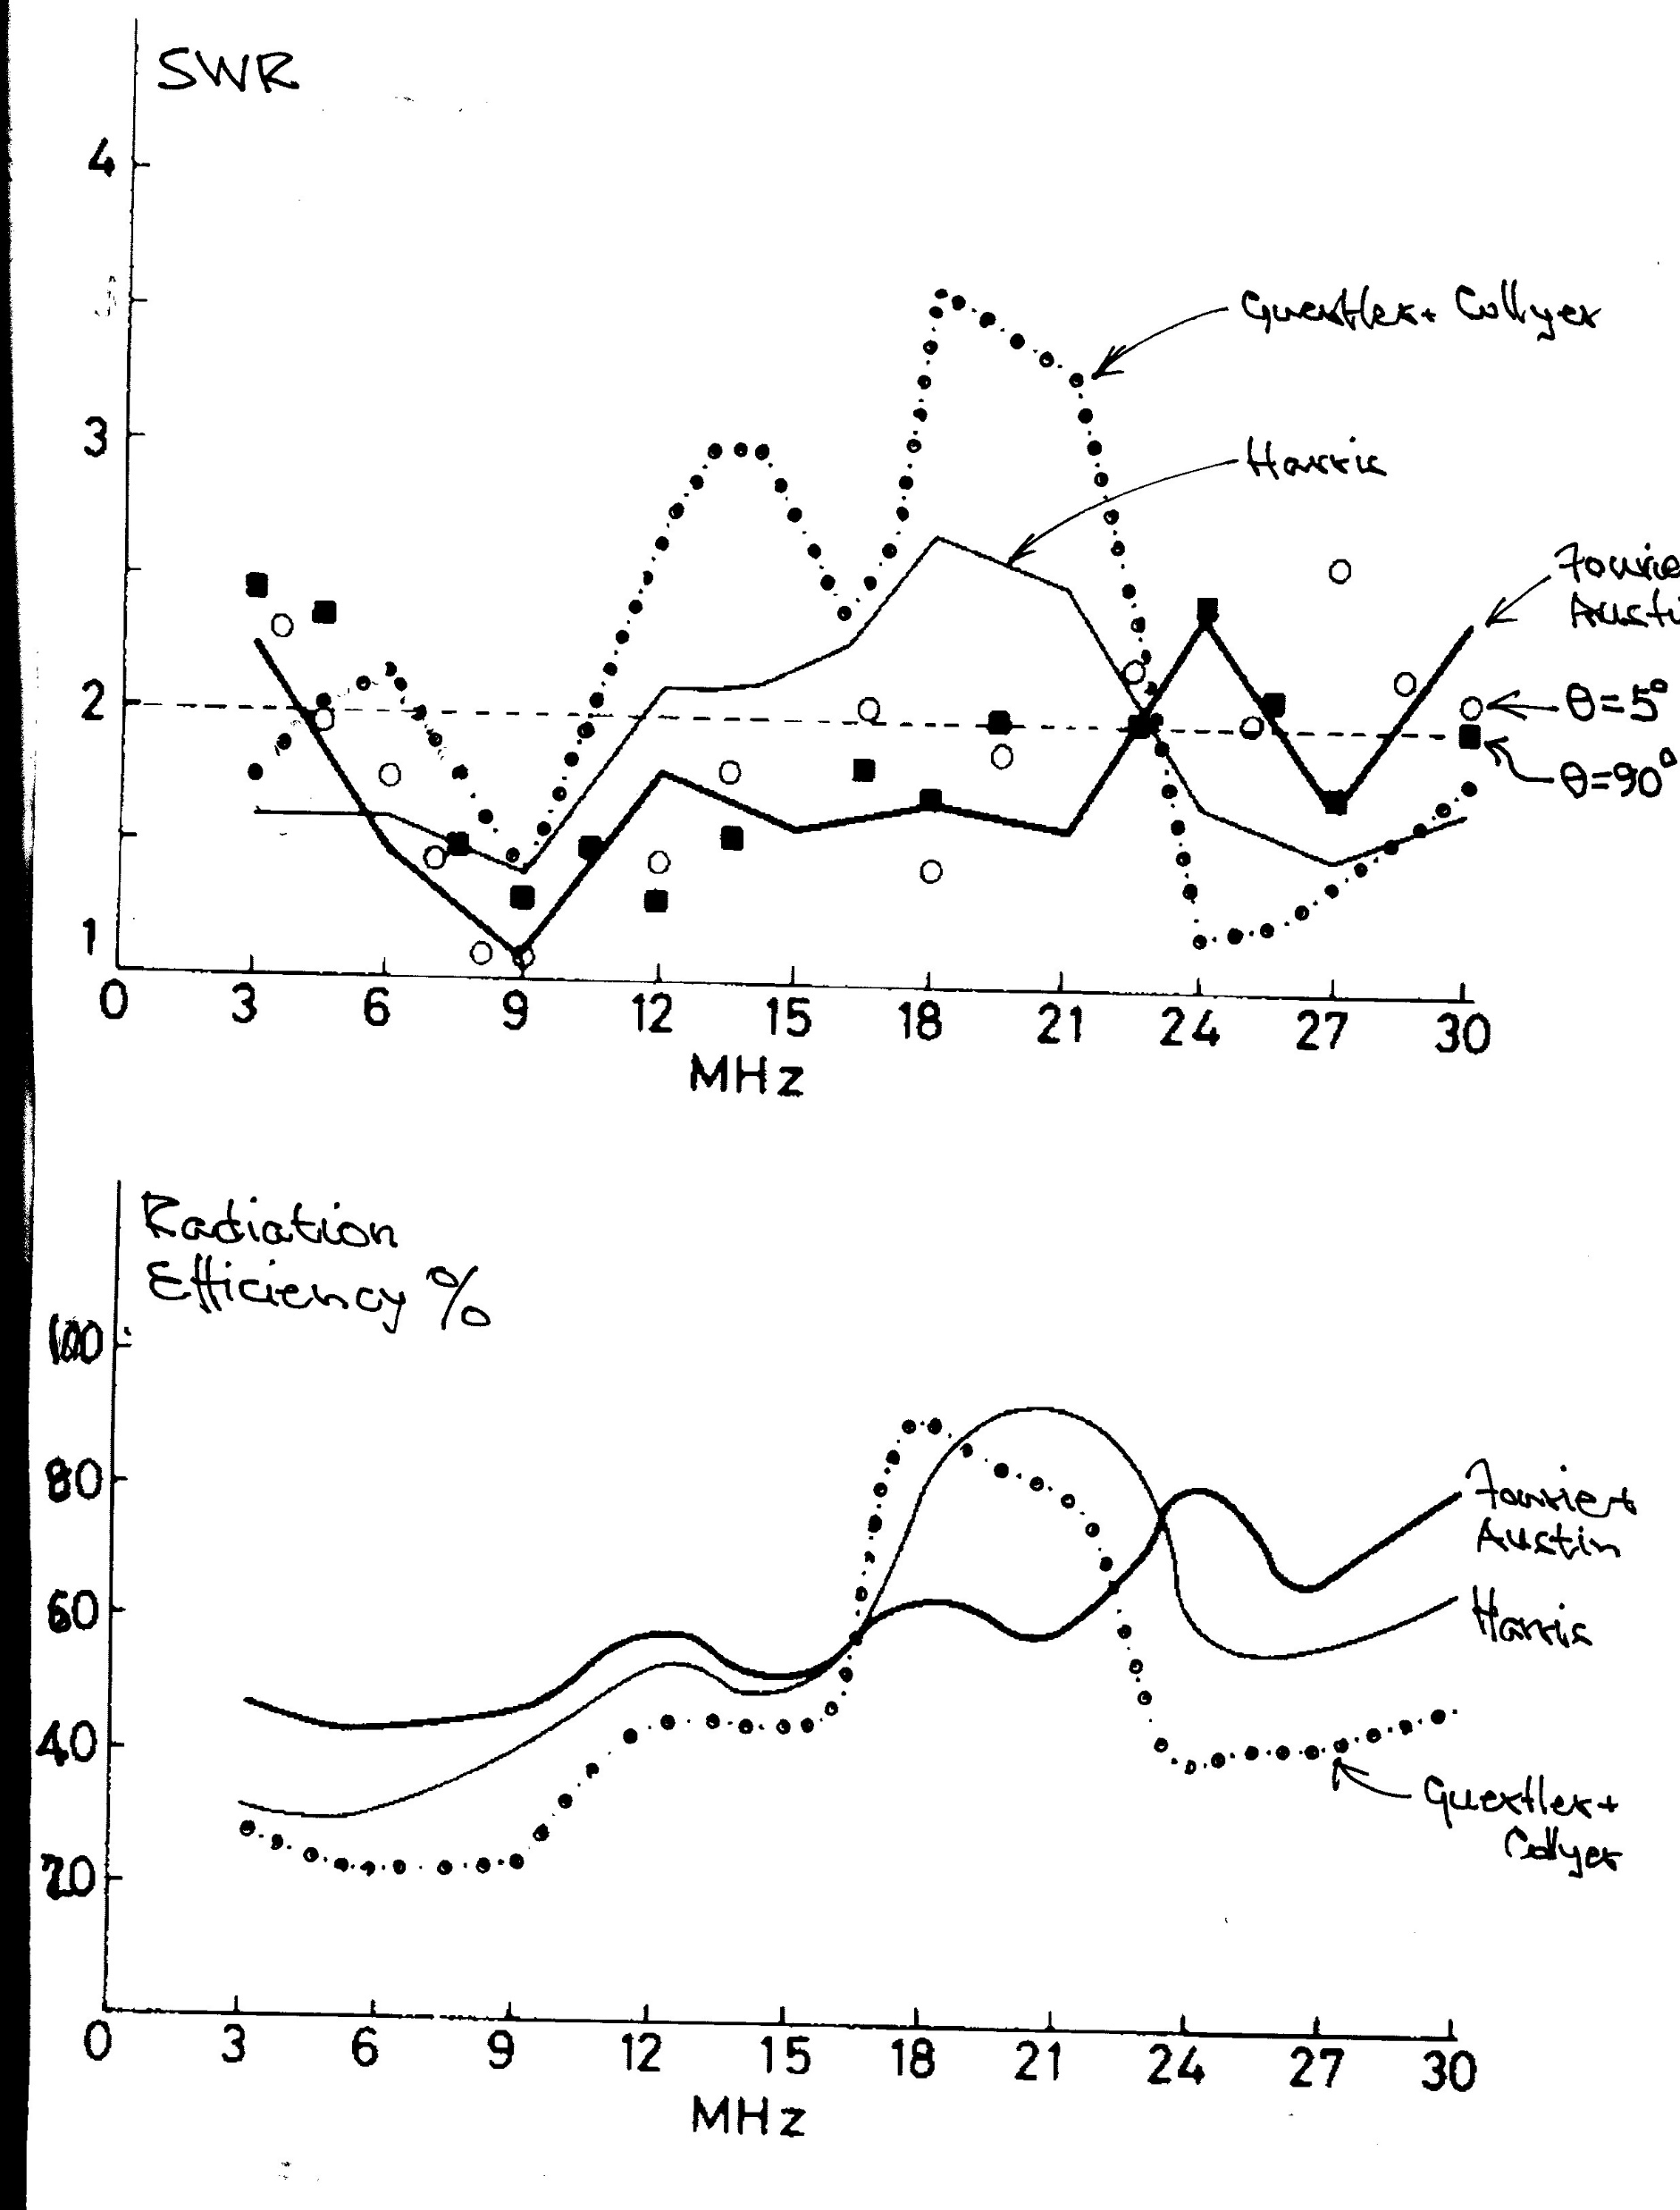 SWR
4
3
2
1
Guertler + Collyer
Harris
Fourie
Austi
θ=5°
θ=90°
0 3 6 9 12 15 18 21 24 27 30
MHz
Radiation
Efficiency %
100
80
60
40
20
Fourie +
Austin
Harris
Guertler +
Collyer
0 3 6 9 12 15 18 21 24 27 30
MHz